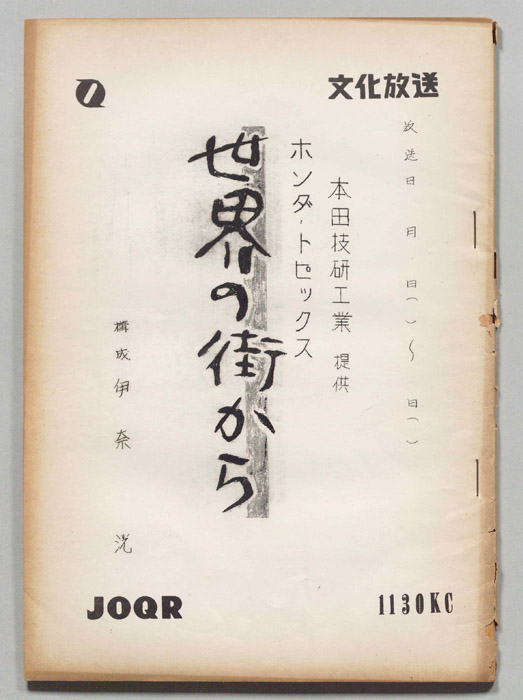 文化放送
放送日 月 日( )~ 日( )
本田技研工業 提供
ホンダ・トピックス
世界の街から
構成 伊奈 洸
JOQR
1130KC